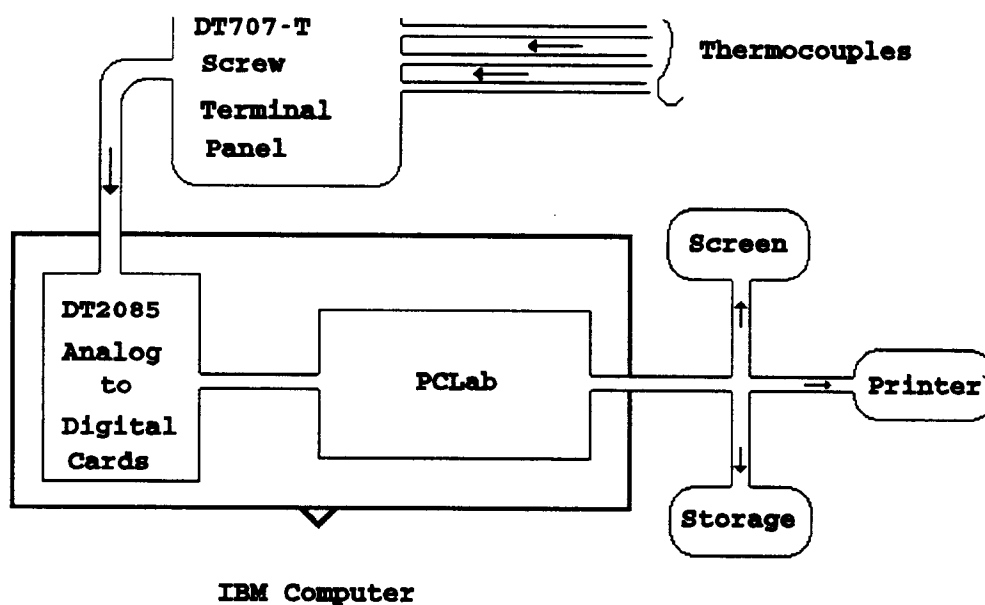 DT707-T
Screw
Terminal
Panel
Thermocouples
Screen
DT2085
Analog
to
Digital
Cards
PCLab
Printer
Storage
IBM Computer